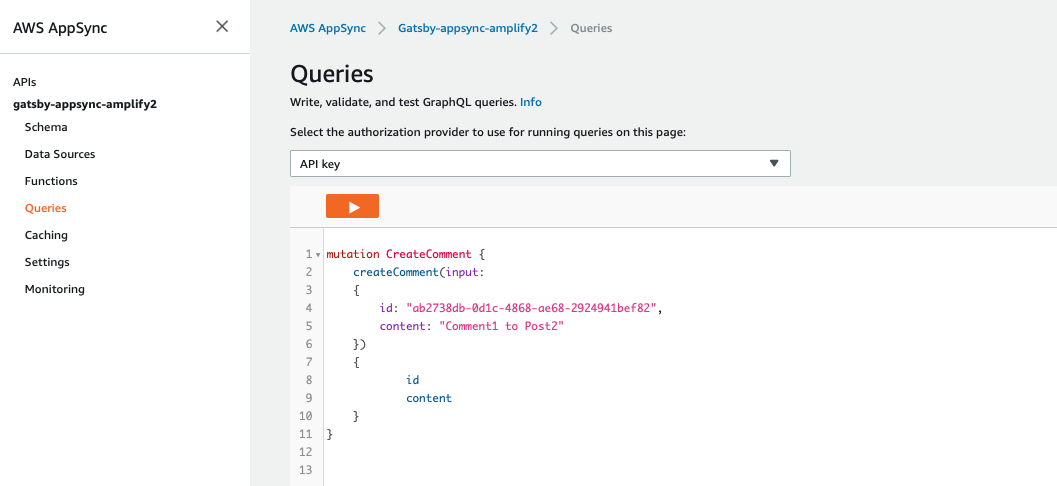 AWS AppSync
APIs
gatsby-appsync-amplify2
Schema
Data Sources
Functions
Queries
Caching
Settings
Monitoring
AWS AppSync > Gatsby-appsync-amplify2 > Queries
Queries
Write, validate, and test GraphQL queries. Info
Select the authorization provider to use for running queries on this page:
API key
1 mutation CreateComment {
2 createComment(input:
3 {
4 id: "ab2738db-0d1c-4868-ae68-2924941bef82",
5 content: "Comment1 to Post2"
6 })
7 {
8 id
9 content
10 }
11 }
12
13